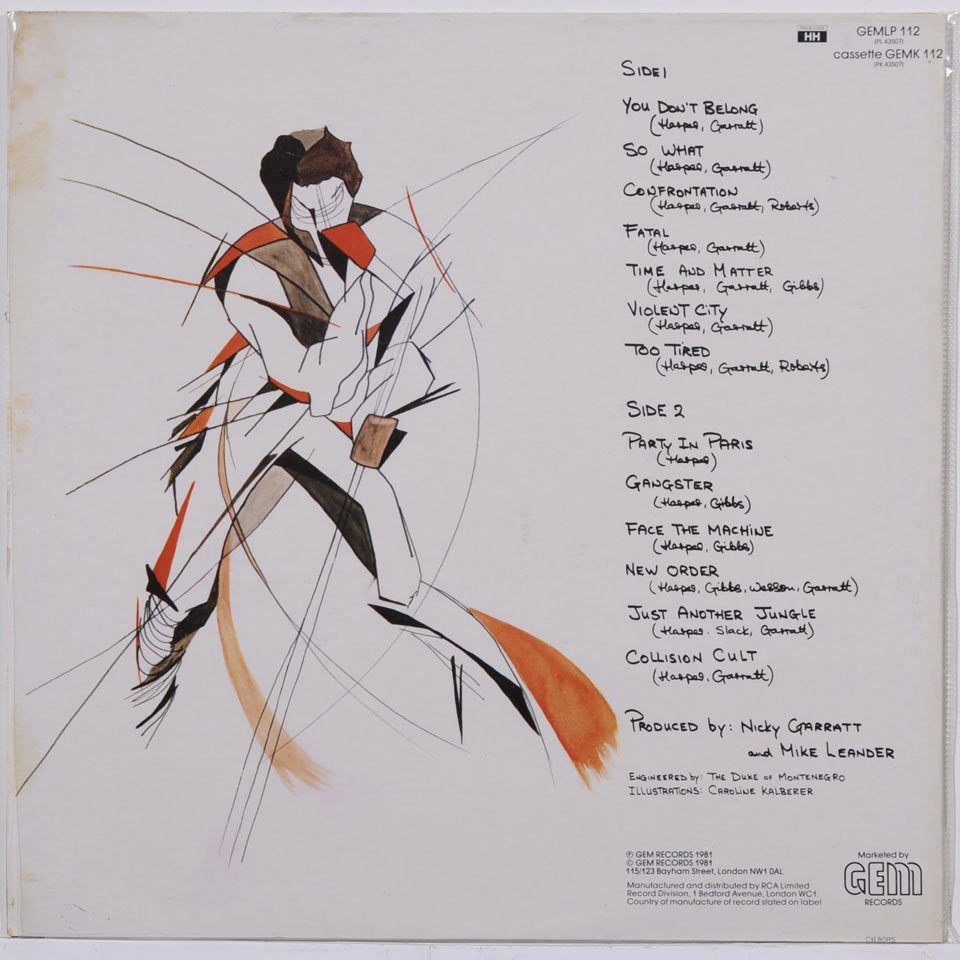 HH
GEMLP 112
(PL 43507)
cassette GEMK 112
(PK 43507)
SIDE 1
YOU DON'T BELONG
(Harper, Garratt)
SO WHAT
(Harper, Garratt)
CONFRONTATION
(Harper, Garratt, Roberts)
FATAL
(Harper, Garratt)
TIME AND MATTER
(Harper, Garratt, Gibbs)
VIOLENT CITY
(Harper, Garratt)
TOO TIRED
(Harper, Garratt, Roberts)
SIDE 2
PARTY IN PARIS
(Harper)
GANGSTER
(Harper, Gibbs)
FACE THE MACHINE
(Harper, Gibbs)
NEW ORDER
(Harper, Gibbs, Wesson, Garratt)
JUST ANOTHER JUNGLE
(Harper. Slack, Garratt)
COLLISION CULT
(Harper, Garratt)
PRODUCED by: NICKY GARRATT
and MIKE LEANDER
ENGINEERED by: THE DUKE OF MONTENEGRO
ILLUSTRATIONS: CAROLINE KALBERER
℗ GEM RECORDS 1981
© GEM RECORDS 1981
115/123 Bayham Street, London NW1 0AL
Manufactured and distributed by RCA Limited
Record Division, 1 Bedford Avenue, London WC1.
Country of manufacture of record stated on label
Marketed by
GEM
RECORDS